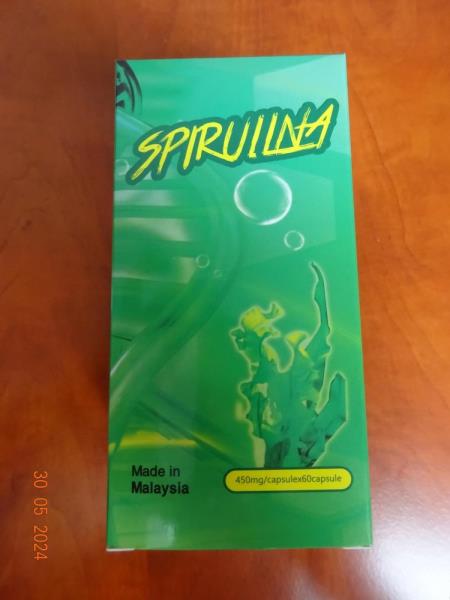 SPIRULINA
Made in
Malaysia
450mg/capsulex60capsule
30 05 2024